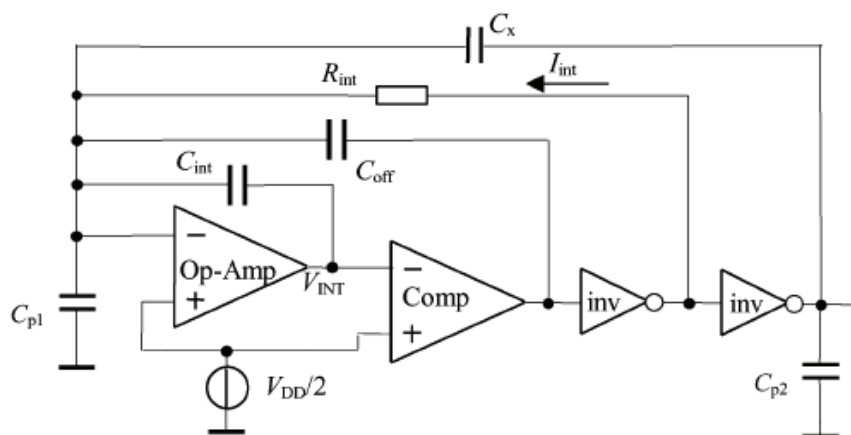 Cx
Rint
Iint
Coff
Cint
−
Op-Amp
+
VINT
−
Comp
+
inv
inv
Cp1
VDD/2
Cp2